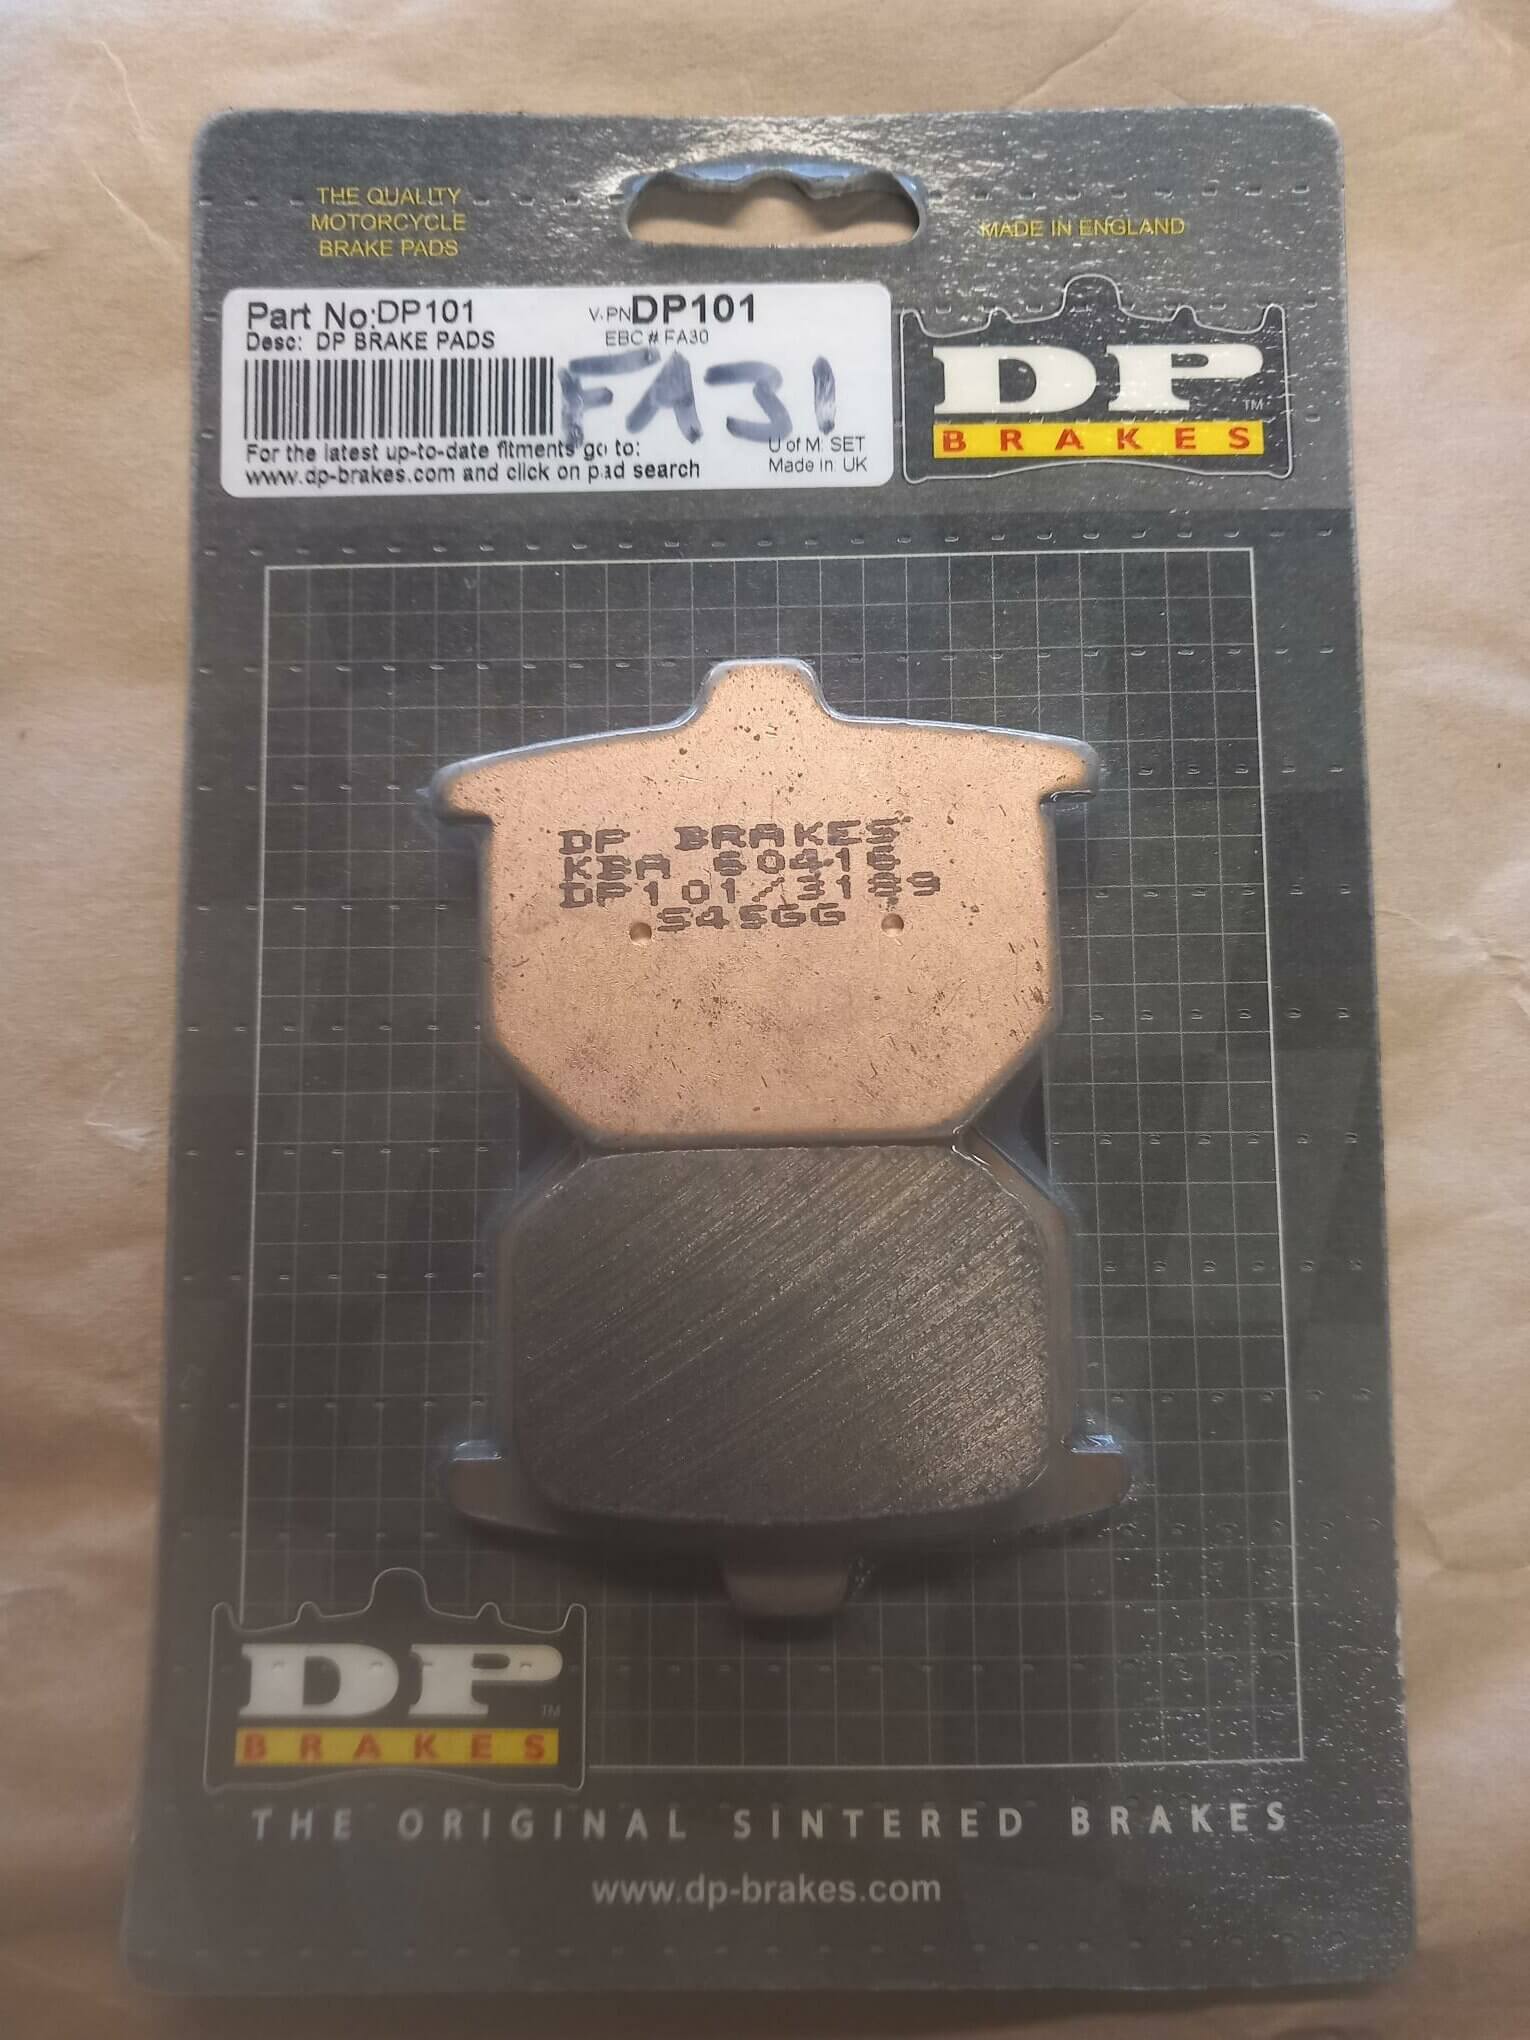 THE QUALITY
MOTORCYCLE
BRAKE PADS
MADE IN ENGLAND
Part No:DP101
V.PN DP101
Desc: DP BRAKE PADS
EBC # FA30
FA31
For the latest up-to-date fitments go to:
www.dp-brakes.com and click on pad search
U of M: SET
Made in: UK
DP TM
BRAKES
DP BRAKES
KBA 60416
DP101/3189
S45GG
DP TM
BRAKES
THE ORIGINAL SINTERED BRAKES
www.dp-brakes.com